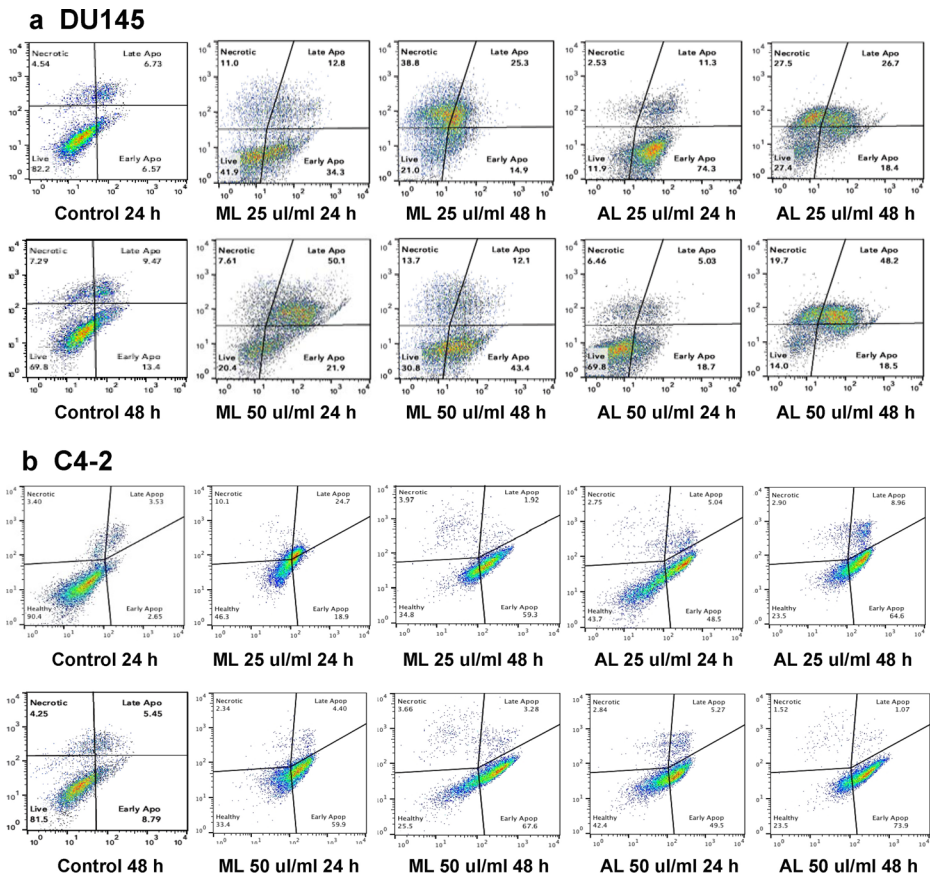 a DU145
Necrotic 4.54 Late Apo 6.73
Live 82.2 Early Apo 6.57
Control 24 h
Necrotic 11.0 Late Apo 12.8
Live 41.9 Early Apo 34.3
ML 25 ul/ml 24 h
Necrotic 38.8 Late Apo 25.3
Live 21.0 Early Apo 14.9
ML 25 ul/ml 48 h
Necrotic 2.53 Late Apo 11.3
Live 11.9 Early Apo 74.3
AL 25 ul/ml 24 h
Necrotic 27.5 Late Apo 26.7
Live 27.4 Early Apo 18.4
AL 25 ul/ml 48 h
Necrotic 7.29 Late Apo 9.47
Live 69.8 Early Apo 13.4
Control 48 h
Necrotic 7.61 Late Apo 50.1
Live 20.4 Early Apo 21.9
ML 50 ul/ml 24 h
Necrotic 13.7 Late Apo 12.1
Live 30.8 Early Apo 43.4
ML 50 ul/ml 48 h
Necrotic 6.46 Late Apo 5.03
Live 69.8 Early Apo 18.7
AL 50 ul/ml 24 h
Necrotic 19.7 Late Apo 48.2
Live 14.0 Early Apo 18.5
AL 50 ul/ml 48 h
b C4-2
Necrotic 3.40 Late Apop 3.53
Healthy 90.4 Early Apop 2.65
Control 24 h
Necrotic 10.1 Late Apop 24.7
Healthy 46.3 Early Apop 18.9
ML 25 ul/ml 24 h
Necrotic 3.97 Late Apop 1.92
Healthy 34.8 Early Apop 59.3
ML 25 ul/ml 48 h
Necrotic 2.75 Late Apop 5.04
Healthy 43.7 Early Apop 48.5
AL 25 ul/ml 24 h
Necrotic 2.90 Late Apop 8.96
Healthy 23.5 Early Apop 64.6
AL 25 ul/ml 48 h
Necrotic 4.25 Late Apo 5.45
Live 81.5 Early Apo 8.79
Control 48 h
Necrotic 2.34 Late Apop 4.40
Healthy 33.4 Early Apop 59.9
ML 50 ul/ml 24 h
Necrotic 3.66 Late Apop 3.28
Healthy 25.5 Early Apop 67.6
ML 50 ul/ml 48 h
Necrotic 2.84 Late Apop 5.27
Healthy 42.4 Early Apop 49.5
AL 50 ul/ml 24 h
Necrotic 1.52 Late Apop 1.07
Healthy 23.5 Early Apop 73.9
AL 50 ul/ml 48 h